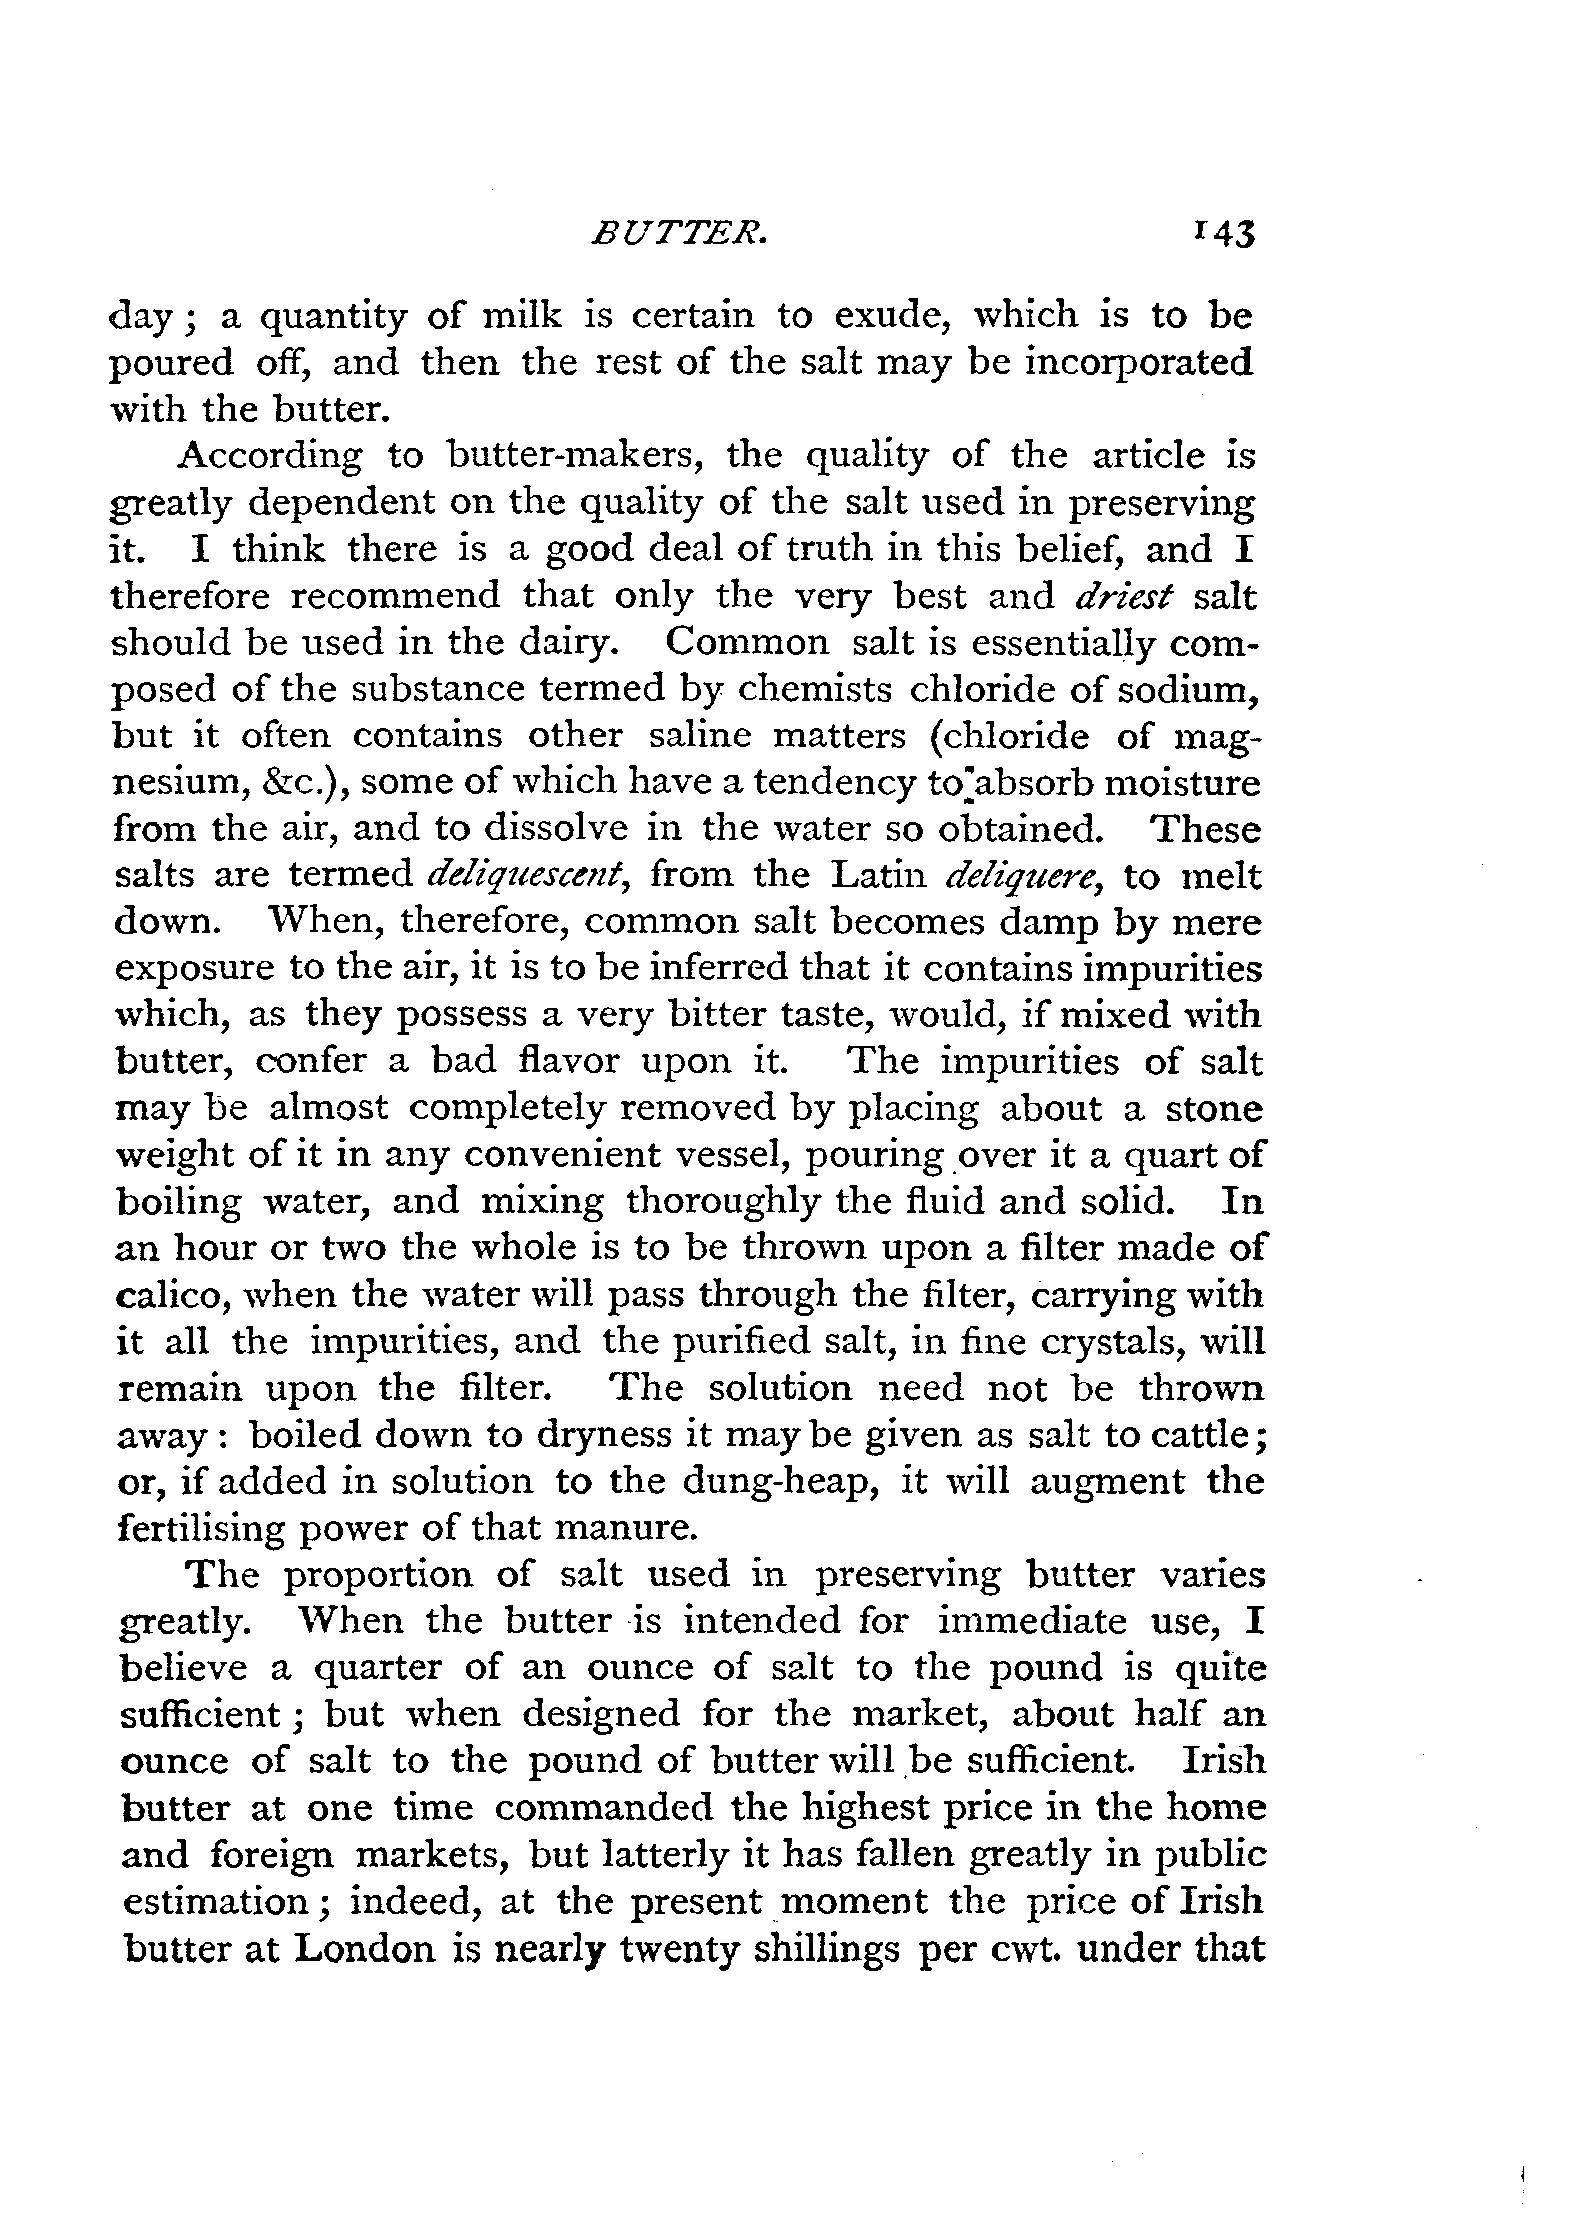 BUTTER. 143
day ; a quantity of milk is certain to exude, which is to be
poured off, and then the rest of the salt may be incorporated
with the butter.
According to butter-makers, the quality of the article is
greatly dependent on the quality of the salt used in preserving
it. I think there is a good deal of truth in this belief, and I
therefore recommend that only the very best and driest salt
should be used in the dairy. Common salt is essentially com-
posed of the substance termed by chemists chloride of sodium,
but it often contains other saline matters (chloride of mag-
nesium, &c.), some of which have a tendency to absorb moisture
from the air, and to dissolve in the water so obtained. These
salts are termed deliquescent, from the Latin deliquere, to melt
down. When, therefore, common salt becomes damp by mere
exposure to the air, it is to be inferred that it contains impurities
which, as they possess a very bitter taste, would, if mixed with
butter, confer a bad flavor upon it. The impurities of salt
may be almost completely removed by placing about a stone
weight of it in any convenient vessel, pouring over it a quart of
boiling water, and mixing thoroughly the fluid and solid. In
an hour or two the whole is to be thrown upon a filter made of
calico, when the water will pass through the filter, carrying with
it all the impurities, and the purified salt, in fine crystals, will
remain upon the filter. The solution need not be thrown
away : boiled down to dryness it may be given as salt to cattle;
or, if added in solution to the dung-heap, it will augment the
fertilising power of that manure.
The proportion of salt used in preserving butter varies
greatly. When the butter is intended for immediate use, I
believe a quarter of an ounce of salt to the pound is quite
sufficient ; but when designed for the market, about half an
ounce of salt to the pound of butter will be sufficient. Irish
butter at one time commanded the highest price in the home
and foreign markets, but latterly it has fallen greatly in public
estimation ; indeed, at the present moment the price of Irish
butter at London is nearly twenty shillings per cwt. under that